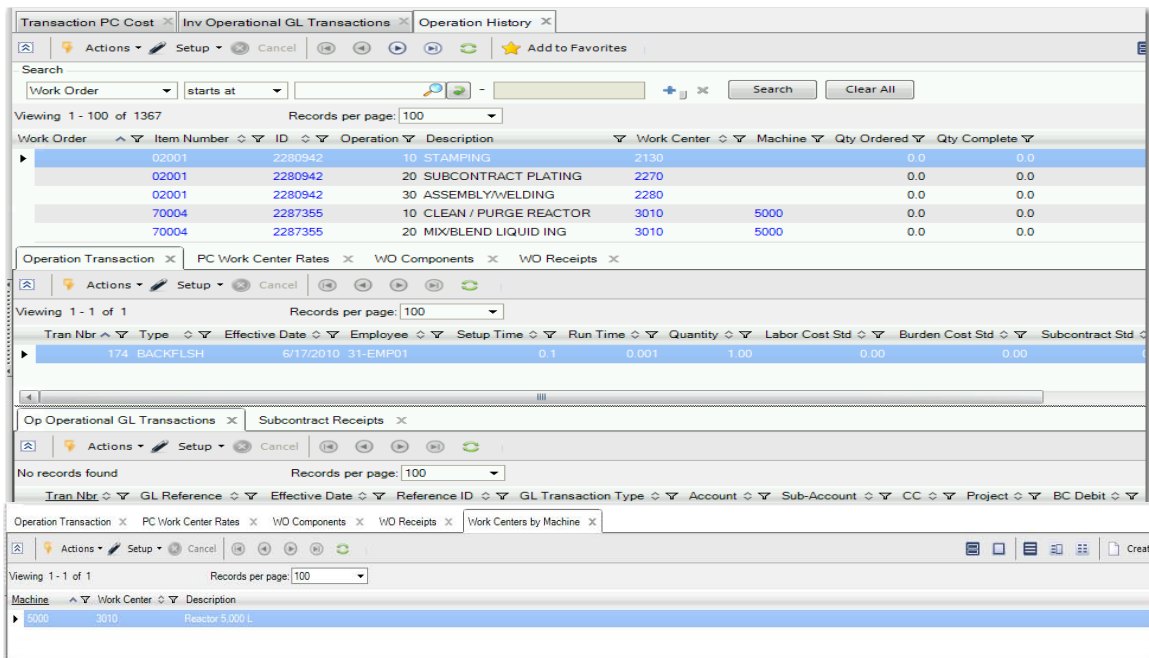 Transaction PC Cost Inv Operational GL Transactions Operation History
Actions Setup Cancel Add to Favorites
Search
Work Order starts at - Search Clear All
Viewing 1 - 100 of 1367 Records per page: 100
Work Order Item Number ID Operation Description Work Center Machine Qty Ordered Qty Complete
02001 2280942 10 STAMPING 2130 0.0 0.0
02001 2280942 20 SUBCONTRACT PLATING 2270 0.0 0.0
02001 2280942 30 ASSEMBLY/WELDING 2280 0.0 0.0
70004 2287355 10 CLEAN / PURGE REACTOR 3010 5000 0.0 0.0
70004 2287355 20 MIX/BLEND LIQUID ING 3010 5000 0.0 0.0
Operation Transaction PC Work Center Rates WO Components WO Receipts
Actions Setup Cancel
Viewing 1 - 1 of 1 Records per page: 100
Tran Nbr Type Effective Date Employee Setup Time Run Time Quantity Labor Cost Std Burden Cost Std Subcontract Std
174 BACKFLSH 6/17/2010 31-EMP01 0.1 0.001 1.00 0.00 0.00
Op Operational GL Transactions Subcontract Receipts
Actions Setup Cancel
No records found Records per page: 100
Tran Nbr GL Reference Effective Date Reference ID GL Transaction Type Account Sub-Account CC Project BC Debit
Operation Transaction PC Work Center Rates WO Components WO Receipts Work Centers by Machine
Actions Setup Cancel Creat
Viewing 1 - 1 of 1 Records per page: 100
Machine Work Center Description
5000 3010 Reactor 5,000 L